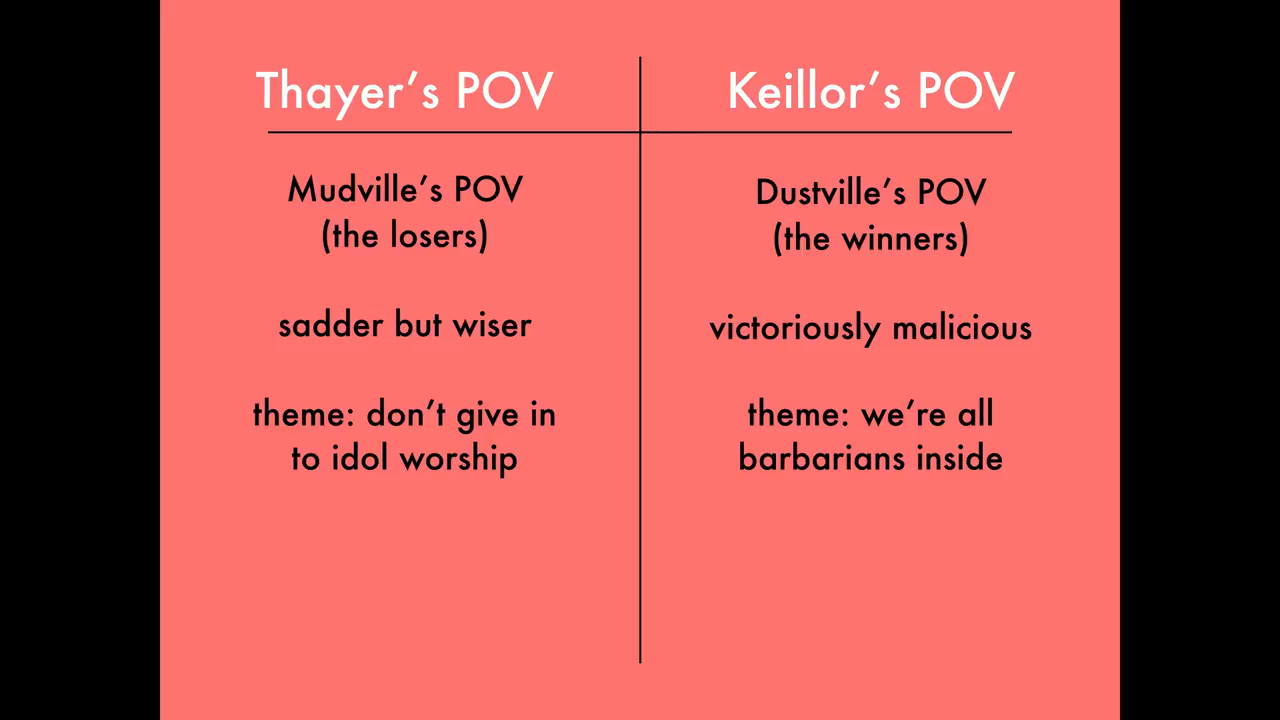 Thayer’s POV
Mudville’s POV
(the losers)
sadder but wiser
theme: don’t give in
to idol worship
Keillor’s POV
Dustville’s POV
(the winners)
victoriously malicious
theme: we’re all
barbarians inside